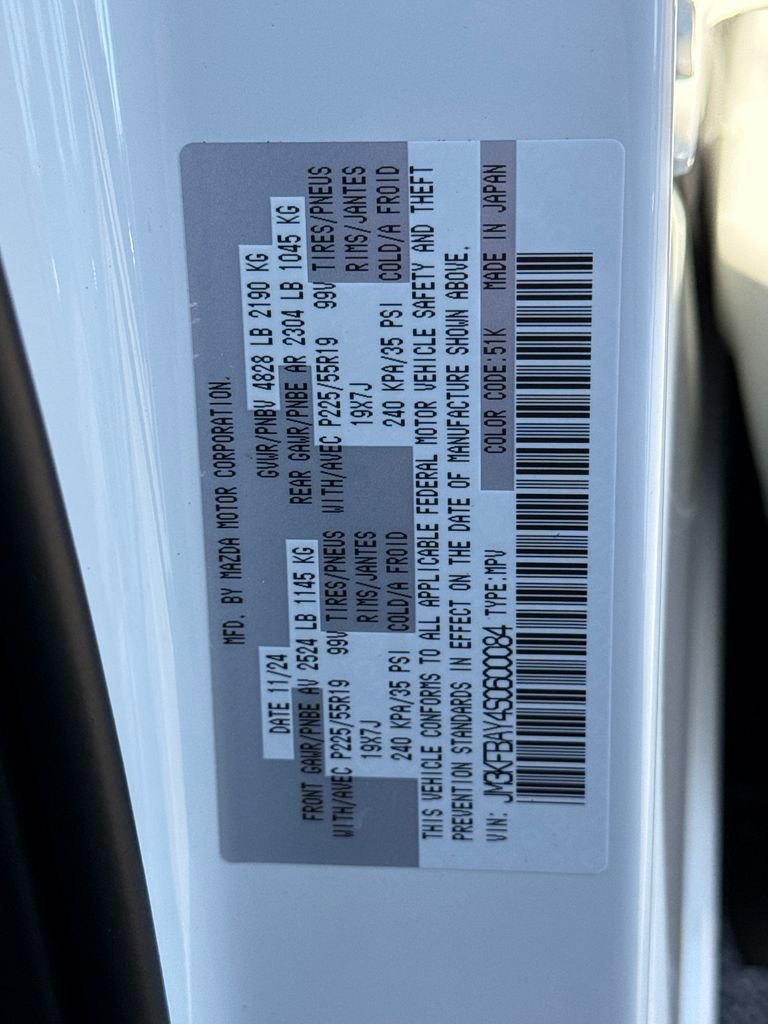 MFD. BY MAZDA MOTOR CORPORATION.
DATE 11/24 GVWR/PNBV 4828 LB 2190 KG
FRONT GAWR/PNBE AV 2524 LB 1145 KG REAR GAWR/PNBE AR 2304 LB 1045 KG
WITH/AVEC P225/55R19 99V TIRES/PNEUS WITH/AVEC P225/55R19 99V TIRES/PNEUS
19X7J RIMS/JANTES 19X7J RIMS/JANTES
240 KPA/35 PSI COLD/A FROID 240 KPA/35 PSI COLD/A FROID
THIS VEHICLE CONFORMS TO ALL APPLICABLE FEDERAL MOTOR VEHICLE SAFETY AND THEFT
PREVENTION STANDARDS IN EFFECT ON THE DATE OF MANUFACTURE SHOWN ABOVE.
VIN: JM3KFBAY4S0600084 TYPE:MPV COLOR CODE:51K MADE IN JAPAN